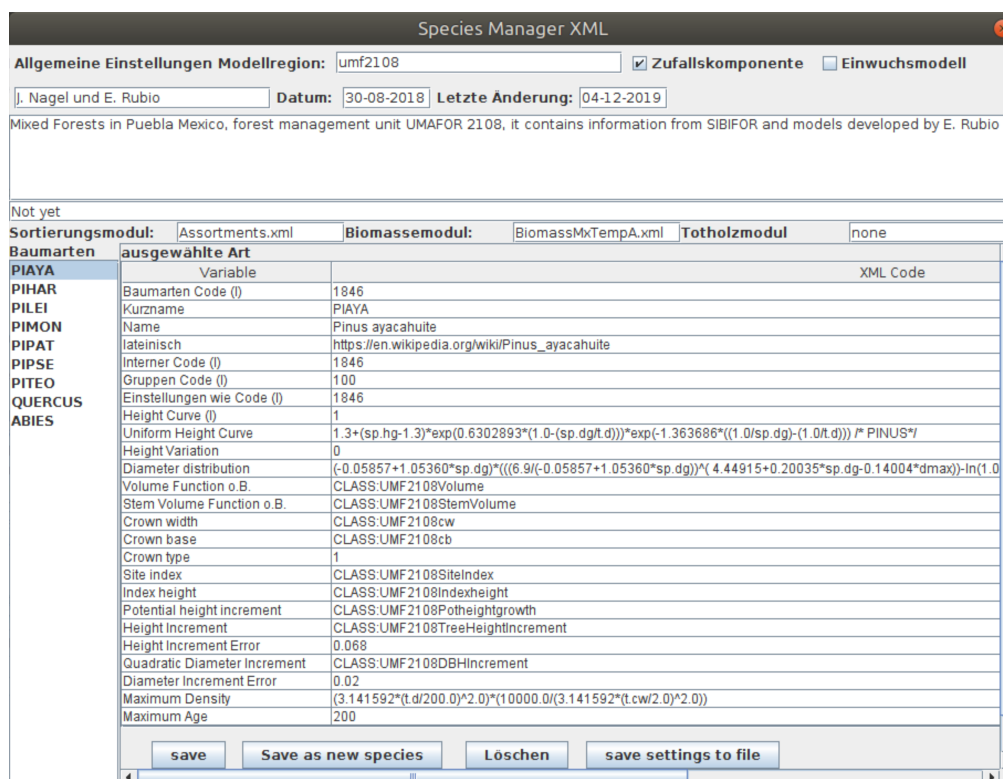 Species Manager XML
Allgemeine Einstellungen Modellregion: umf2108 Zufallskomponente Einwuchsmodell
J. Nagel und E. Rubio Datum: 30-08-2018 Letzte Änderung: 04-12-2019
Mixed Forests in Puebla Mexico, forest management unit UMAFOR 2108, it contains information from SIBIFOR and models developed by E. Rubio
Not yet
Sortierungsmodul: Assortments.xml Biomassemodul: BiomassMxTempA.xml Totholzmodul none
Baumarten ausgewählte Art
PIAYA Variable XML Code
PIHAR Baumarten Code (I) 1846
PILEI Kurzname PIAYA
PIMON Name Pinus ayacahuite
PIPAT lateinisch https://en.wikipedia.org/wiki/Pinus_ayacahuite
PIPSE Interner Code (I) 1846
PITEO Gruppen Code (I) 100
QUERCUS Einstellungen wie Code (I) 1846
ABIES Height Curve (I) 1
Uniform Height Curve 1.3+(sp.hg-1.3)*exp(0.6302893*(1.0-(sp.dg/t.d)))*exp(-1.363686*((1.0/sp.dg)-(1.0/t.d))) /* PINUS*/
Height Variation 0
Diameter distribution (-0.05857+1.05360*sp.dg)*(((6.9/(-0.05857+1.05360*sp.dg))^( 4.44915+0.20035*sp.dg-0.14004*dmax))-ln(1.0
Volume Function o.B. CLASS:UMF2108Volume
Stem Volume Function o.B. CLASS:UMF2108StemVolume
Crown width CLASS:UMF2108cw
Crown base CLASS:UMF2108cb
Crown type 1
Site index CLASS:UMF2108SiteIndex
Index height CLASS:UMF2108Indexheight
Potential height increment CLASS:UMF2108Potheightgrowth
Height Increment CLASS:UMF2108TreeHeightIncrement
Height Increment Error 0.068
Quadratic Diameter Increment CLASS:UMF2108DBHIncrement
Diameter Increment Error 0.02
Maximum Density (3.141592*(t.d/200.0)^2.0)*(10000.0/(3.141592*(t.cw/2.0)^2.0))
Maximum Age 200
save Save as new species Löschen save settings to file